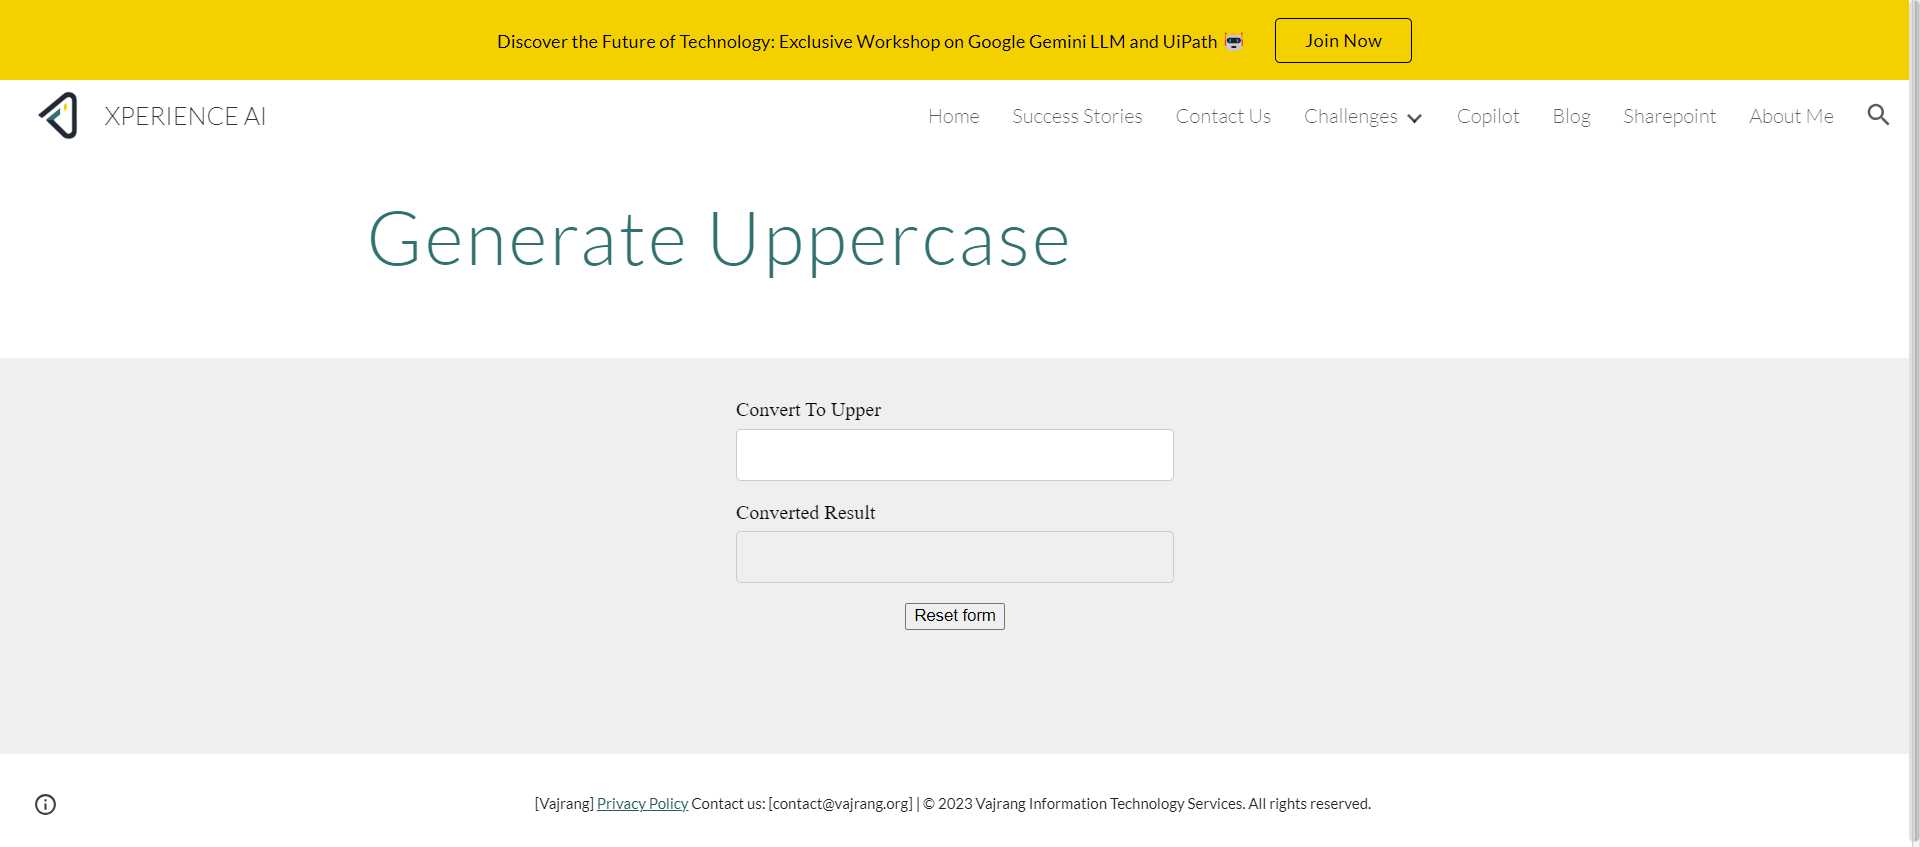 Discover the Future of Technology: Exclusive Workshop on Google Gemini LLM and UiPath 🤖 Join Now
XPERIENCE AI Home Success Stories Contact Us Challenges Copilot Blog Sharepoint About Me
Generate Uppercase
Convert To Upper
Converted Result
Reset form
[Vajrang] Privacy Policy Contact us: [contact@vajrang.org] | © 2023 Vajrang Information Technology Services. All rights reserved.